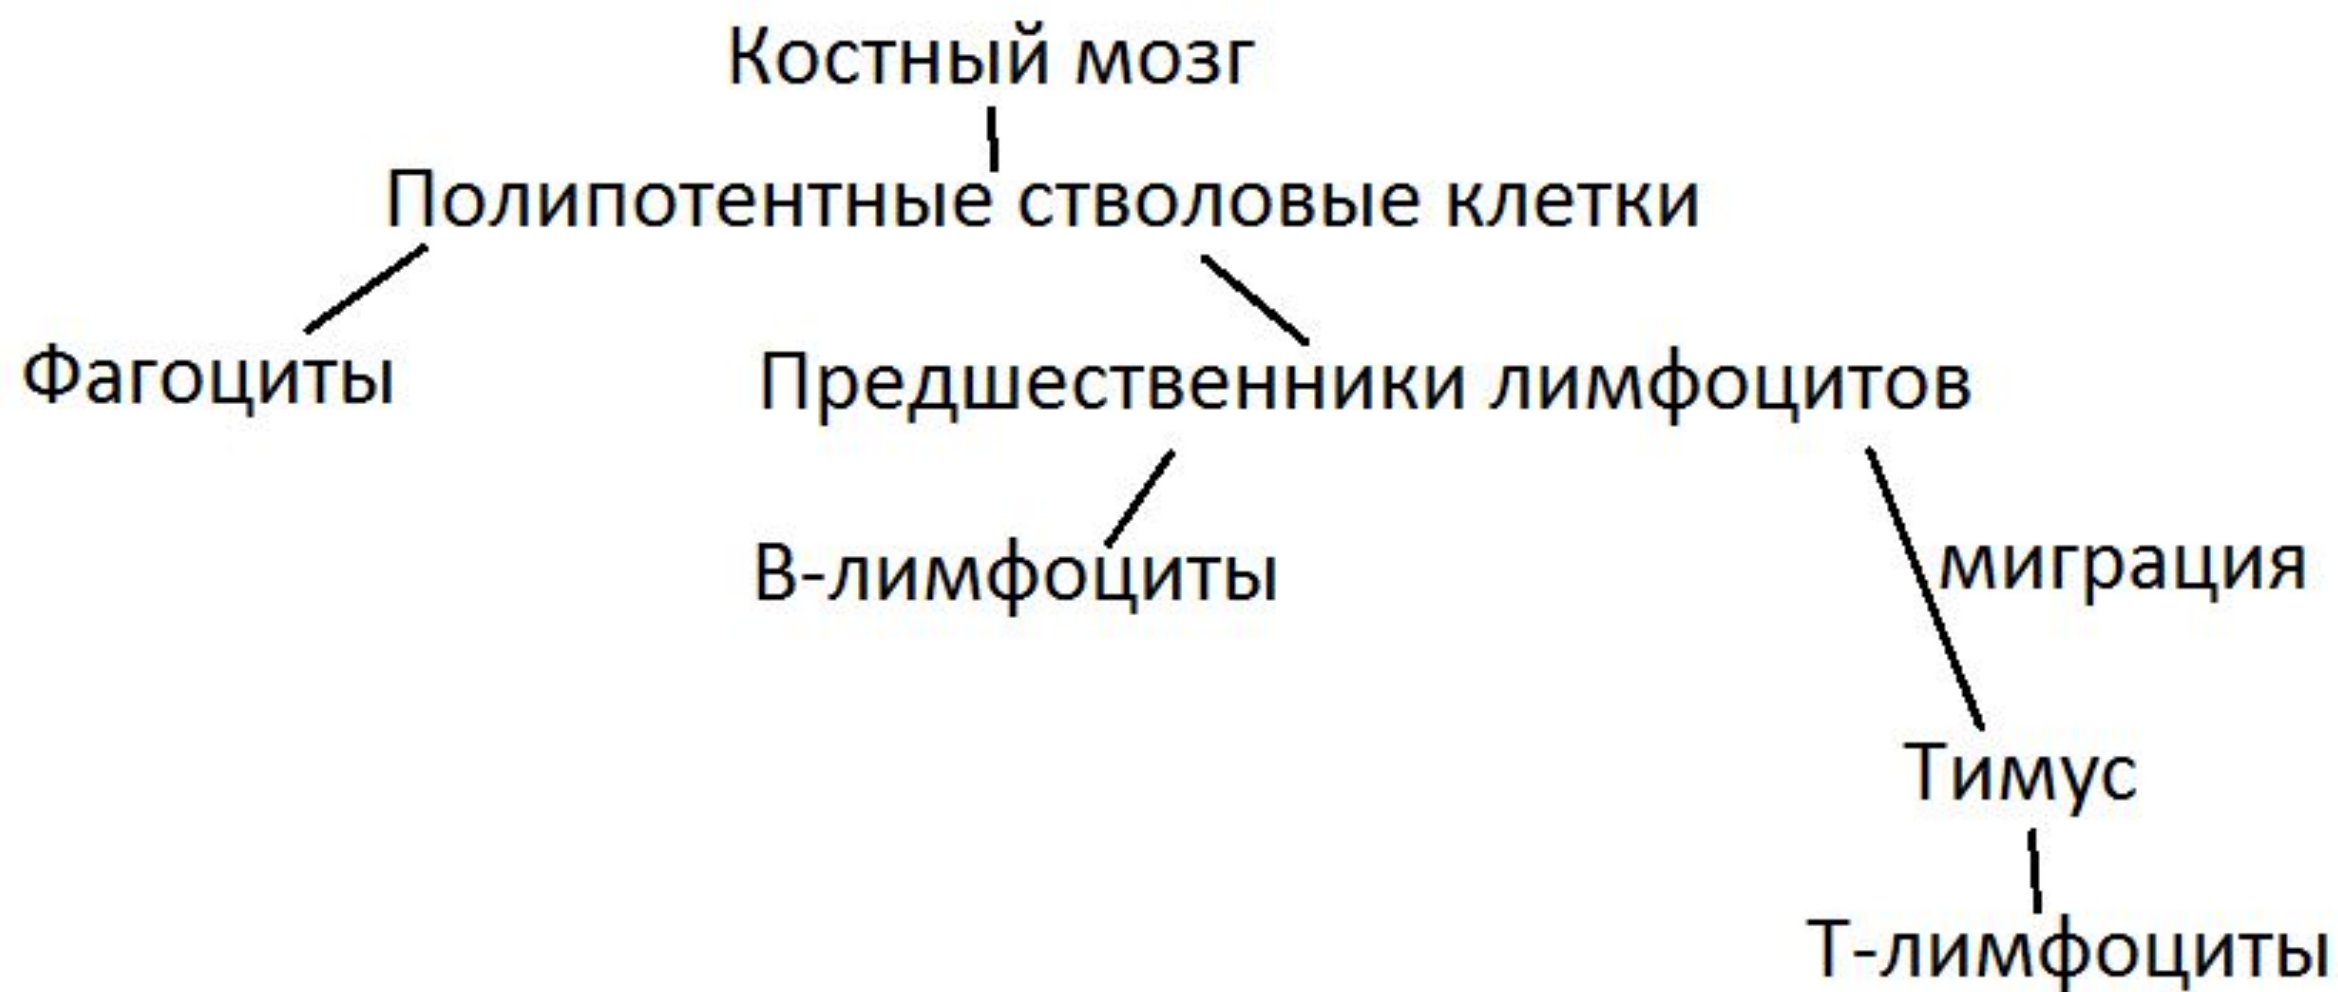 Костный мозг
Полипотентные стволовые клетки
Фагоциты
Предшественники лимфоцитов
В-лимфоциты
миграция
Тимус
Т-лимфоциты